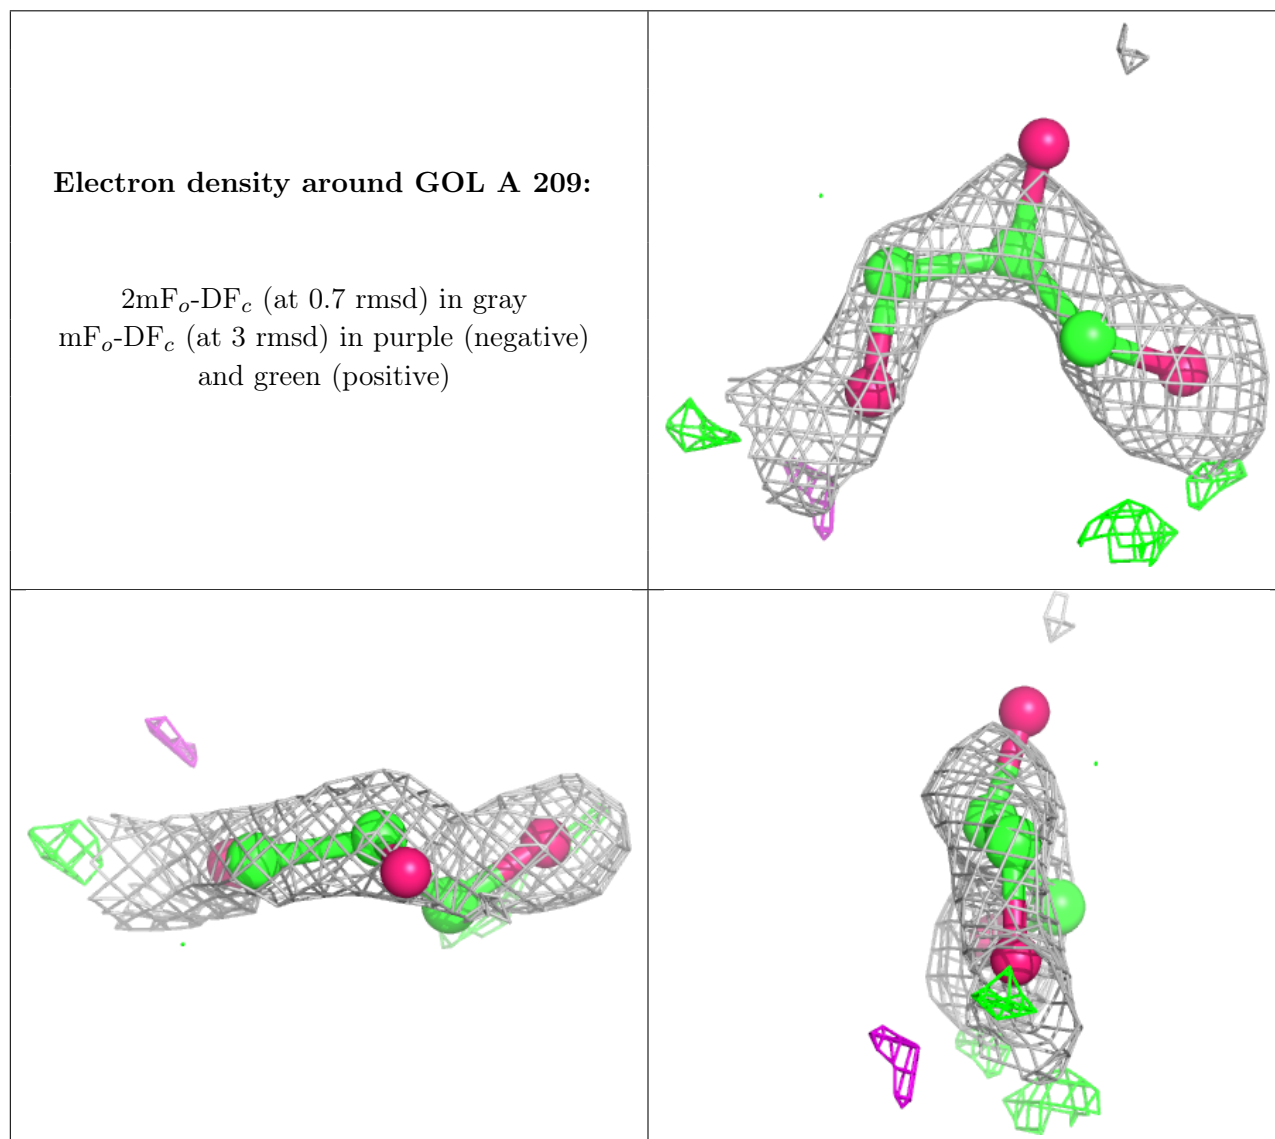 Electron density around GOL A 209:
2mFo-DFc (at 0.7 rmsd) in gray
mFo-DFc (at 3 rmsd) in purple (negative)
and green (positive)